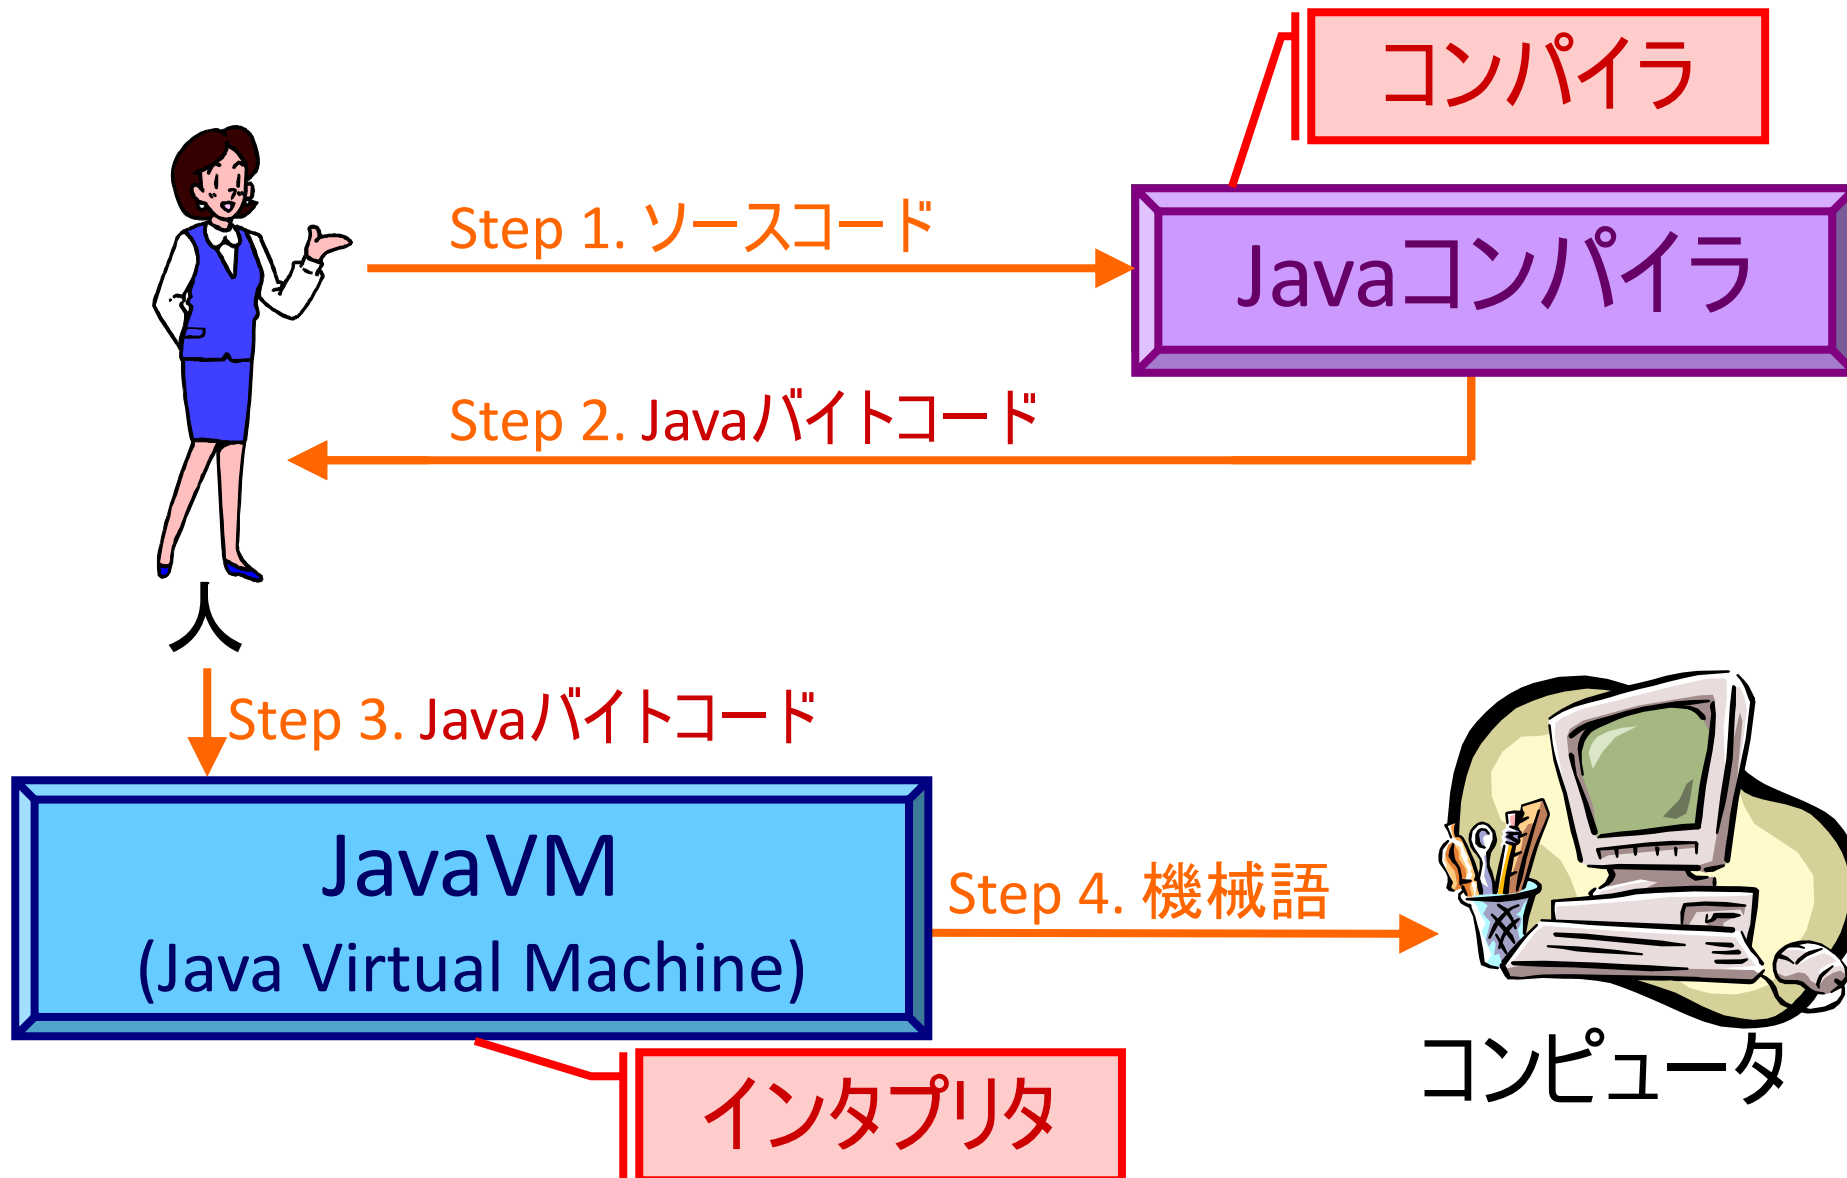 コンパイラ
Step 1. ソースコード
Javaコンパイラ
Step 2. Javaバイトコード
人
Step 3. Javaバイトコード
JavaVM
(Java Virtual Machine)
Step 4. 機械語
コンピュータ
インタプリタ